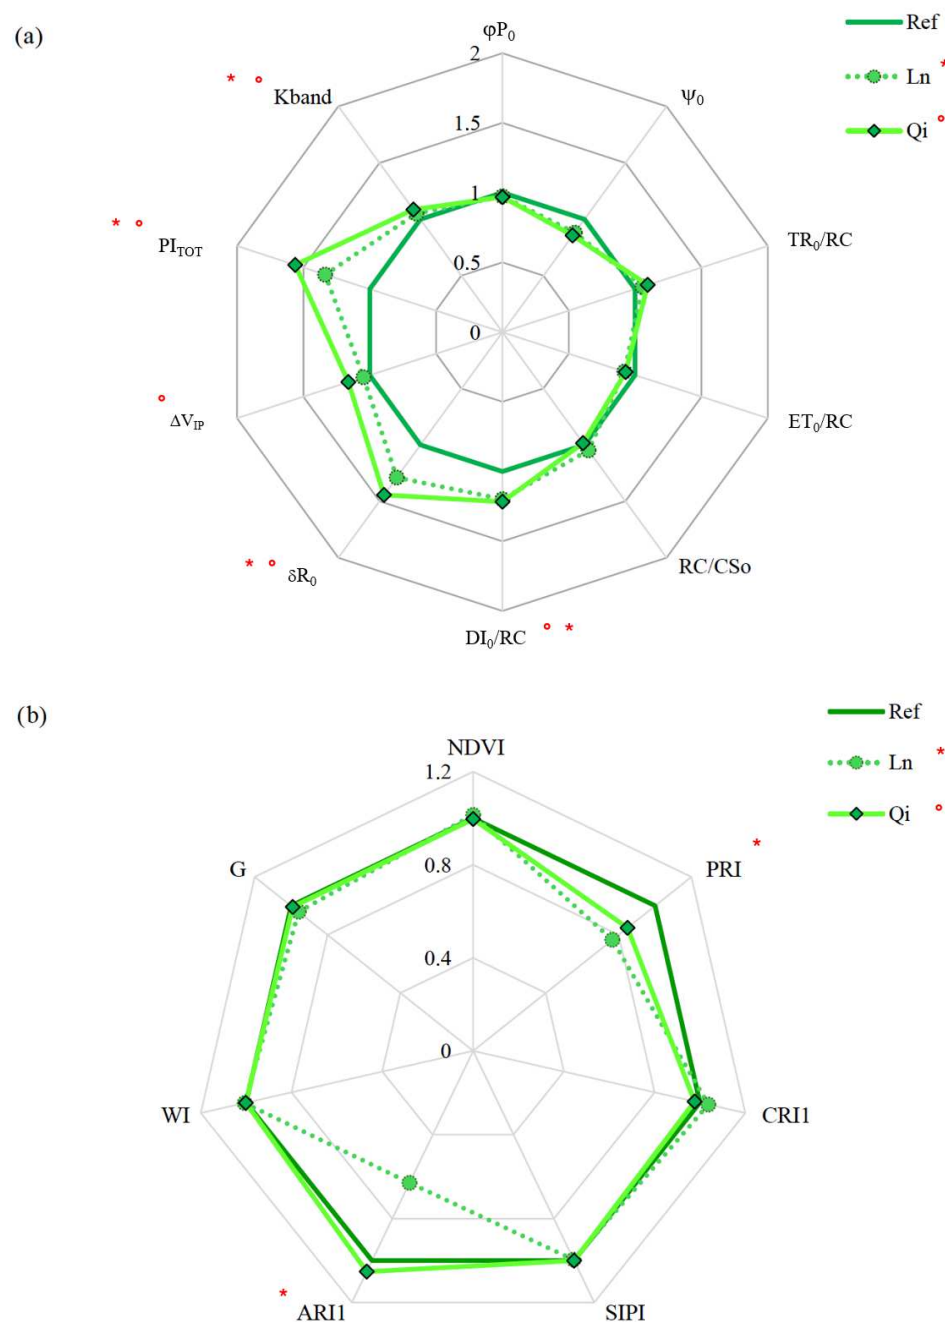 (a)
φP₀
Ref
Ln *
Qi °
2
1.5
1
0.5
0
* °
Kband
ψ₀
* °
PI_TOT
TR₀/RC
°
ΔV_IP
ET₀/RC
* ° δR₀
RC/CSo
DI₀/RC ° *
(b)
Ref
Ln *
Qi °
NDVI
1.2
0.8
0.4
0
G
PRI *
WI
CRI1
* ARI1
SIPI